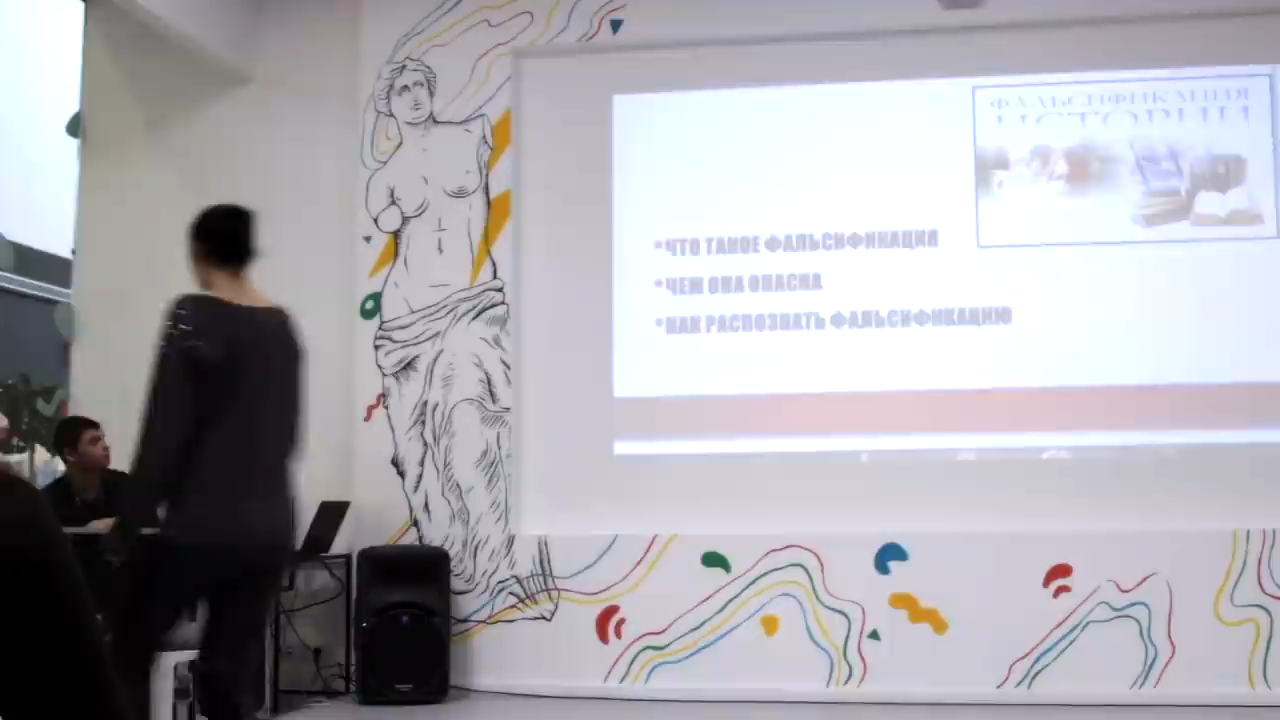 ФАЛЬСИФИКАЦИЯ
ИСТОРИИ
•ЧТО ТАКОЕ ФАЛЬСИФИКАЦИЯ
•ЧЕМ ОНА ОПАСНА
•КАК РАСПОЗНАТЬ ФАЛЬСИФИКАЦИЮ